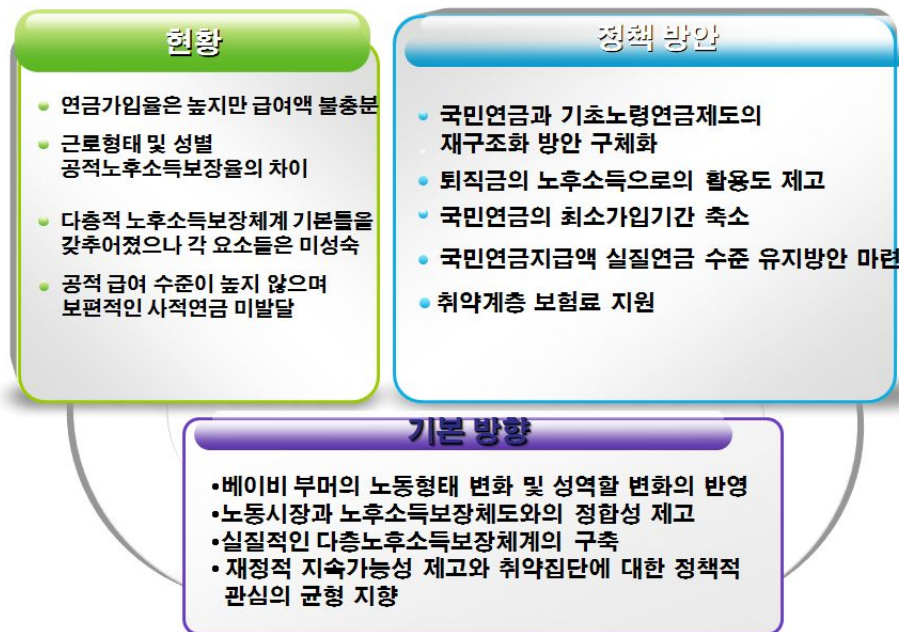 현황
• 연금가입율은 높지만 급여액 불충분
• 근로형태 및 성별
공적노후소득보장율의 차이
• 다층적 노후소득보장체계 기본틀을
갖추어졌으나 각 요소들은 미성숙
• 공적 급여 수준이 높지 않으며
보편적인 사적연금 미발달
정책 방안
• 국민연금과 기초노령연금제도의
재구조화 방안 구체화
• 퇴직금의 노후소득으로의 활용도 제고
• 국민연금의 최소가입기간 축소
• 국민연금지급액 실질연금 수준 유지방안 마련
• 취약계층 보험료 지원
기본 방향
•베이비 부머의 노동형태 변화 및 성역할 변화의 반영
•노동시장과 노후소득보장체도와의 정합성 제고
•실질적인 다층노후소득보장체계의 구축
• 재정적 지속가능성 제고와 취약집단에 대한 정책적
관심의 균형 지향